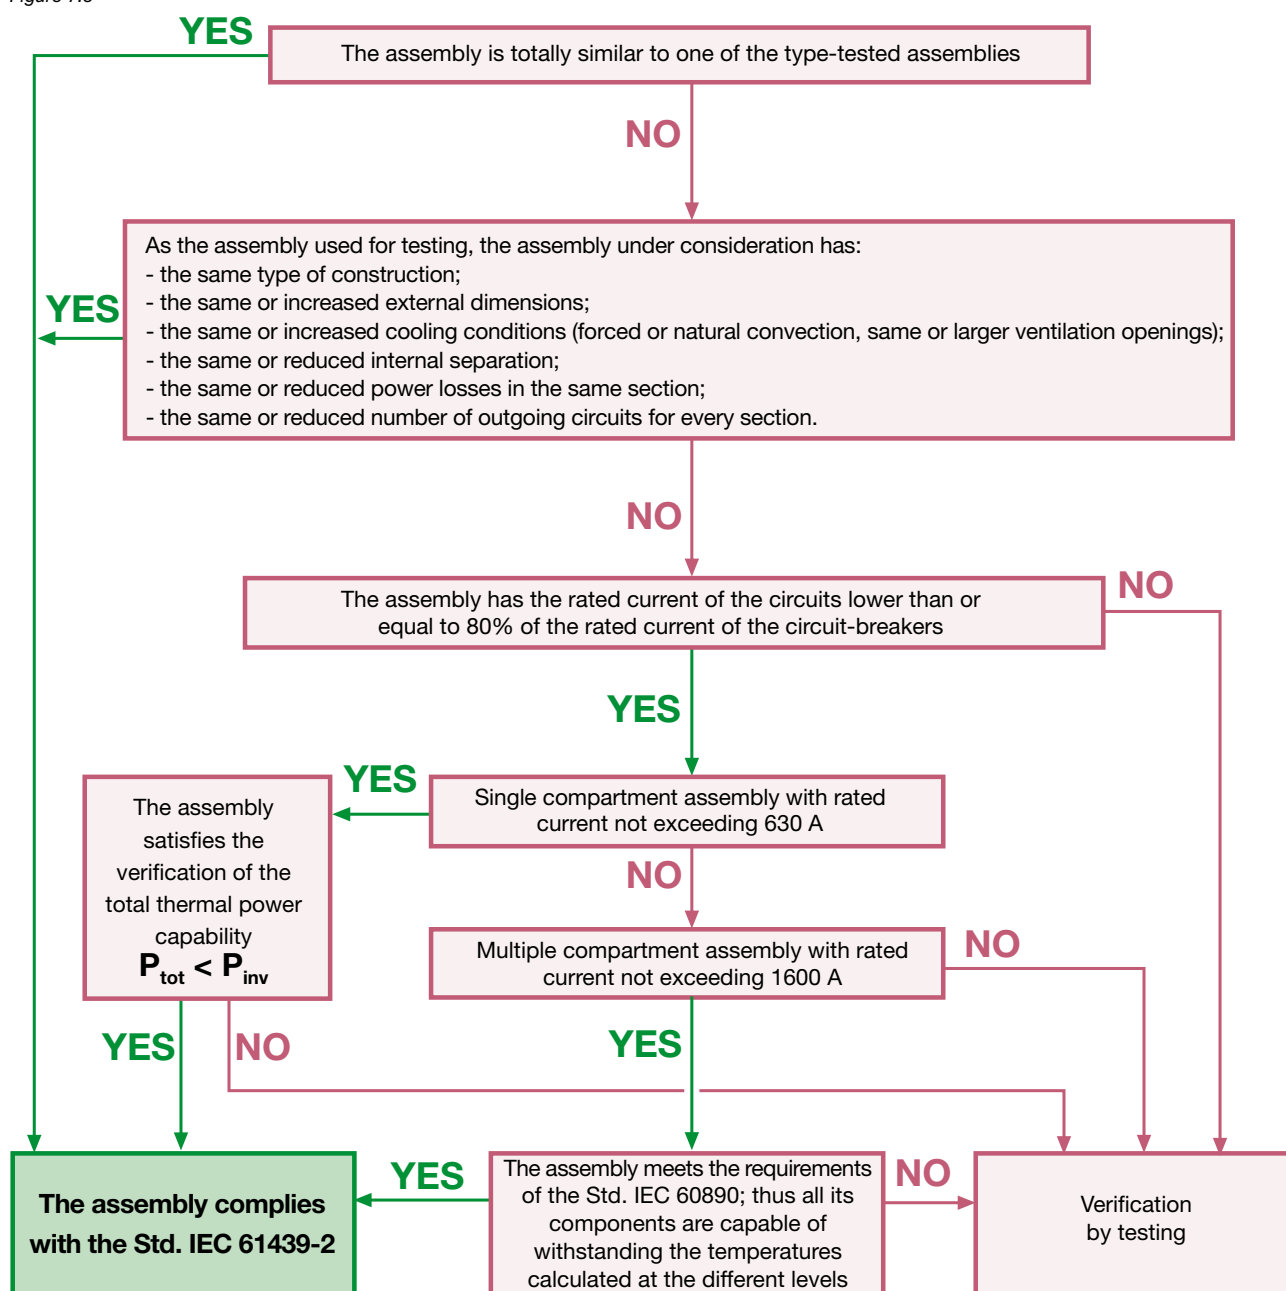 YES
The assembly is totally similar to one of the type-tested assemblies
NO
As the assembly used for testing, the assembly under consideration has:
- the same type of construction;
- the same or increased external dimensions;
YES
- the same or increased cooling conditions (forced or natural convection, same or larger ventilation openings);
- the same or reduced internal separation;
- the same or reduced power losses in the same section;
- the same or reduced number of outgoing circuits for every section.
NO
The assembly has the rated current of the circuits lower than or
equal to 80% of the rated current of the circuit-breakers
NO
YES
YES
Single compartment assembly with rated
current not exceeding 630 A
The assembly
satisfies the
verification of the
total thermal power
capability
Ptot < Pinv
NO
Multiple compartment assembly with rated
current not exceeding 1600 A
NO
YES
NO
YES
The assembly complies
with the Std. IEC 61439-2
YES
The assembly meets the requirements
of the Std. IEC 60890; thus all its
components are capable of
withstanding the temperatures
calculated at the different levels
NO
Verification
by testing